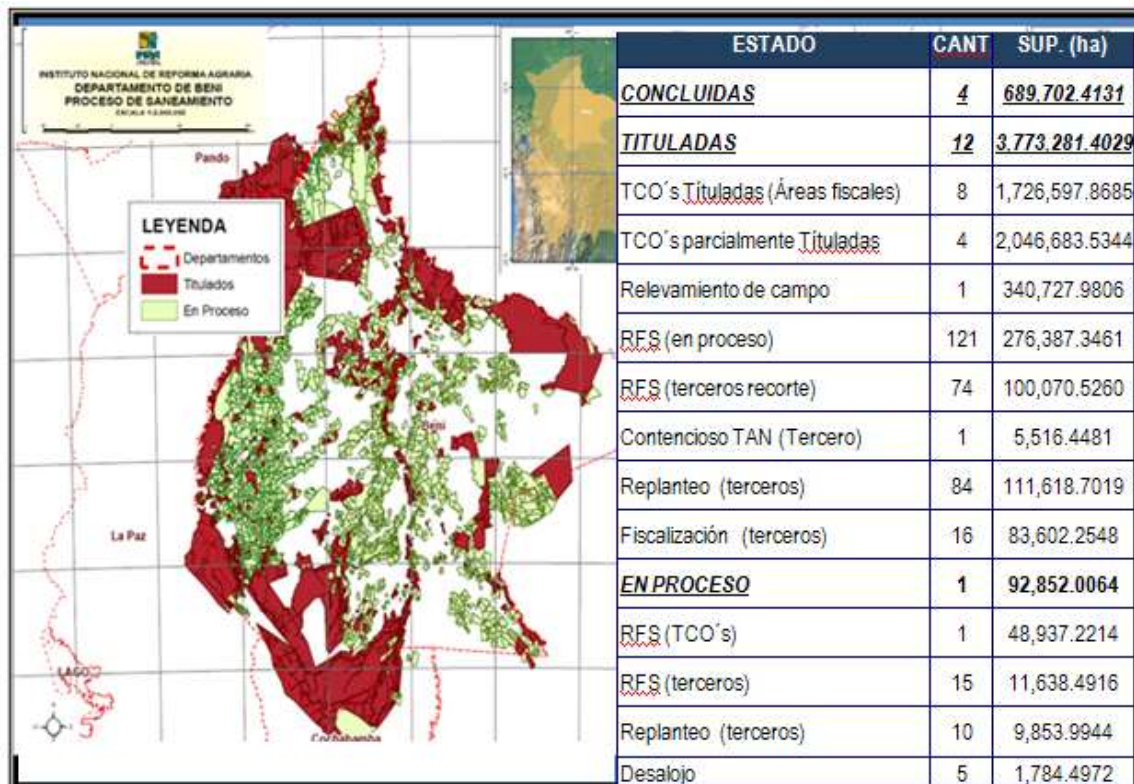 INSTITUTO NACIONAL DE REFORMA AGRARIA
DEPARTAMENTO DE BENI
PROCESO DE SANEAMIENTO
Pando
LEYENDA
Departamentos
Titulados
En Proceso
Beni
La Paz
LAGO
Cochabamba
ESTADO CANT SUP. (ha)
CONCLUIDAS 4 689,702.4131
TITULADAS 12 3,773,281.4029
TCO´s Títuladas (Áreas fiscales) 8 1,726,597.8685
TCO´s parcialmente Títuladas 4 2,046,683.5344
Relevamiento de campo 1 340,727.9806
RFS (en proceso) 121 276,387.3461
RFS (terceros recorte) 74 100,070.5260
Contencioso TAN (Tercero) 1 5,516.4481
Replanteo (terceros) 84 111,618.7019
Fiscalización (terceros) 16 83,602.2548
EN PROCESO 1 92,852.0064
RFS (TCO´s) 1 48,937.2214
RFS (terceros) 15 11,638.4916
Replanteo (terceros) 10 9,853.9944
Desalojo 5 1,784.4972